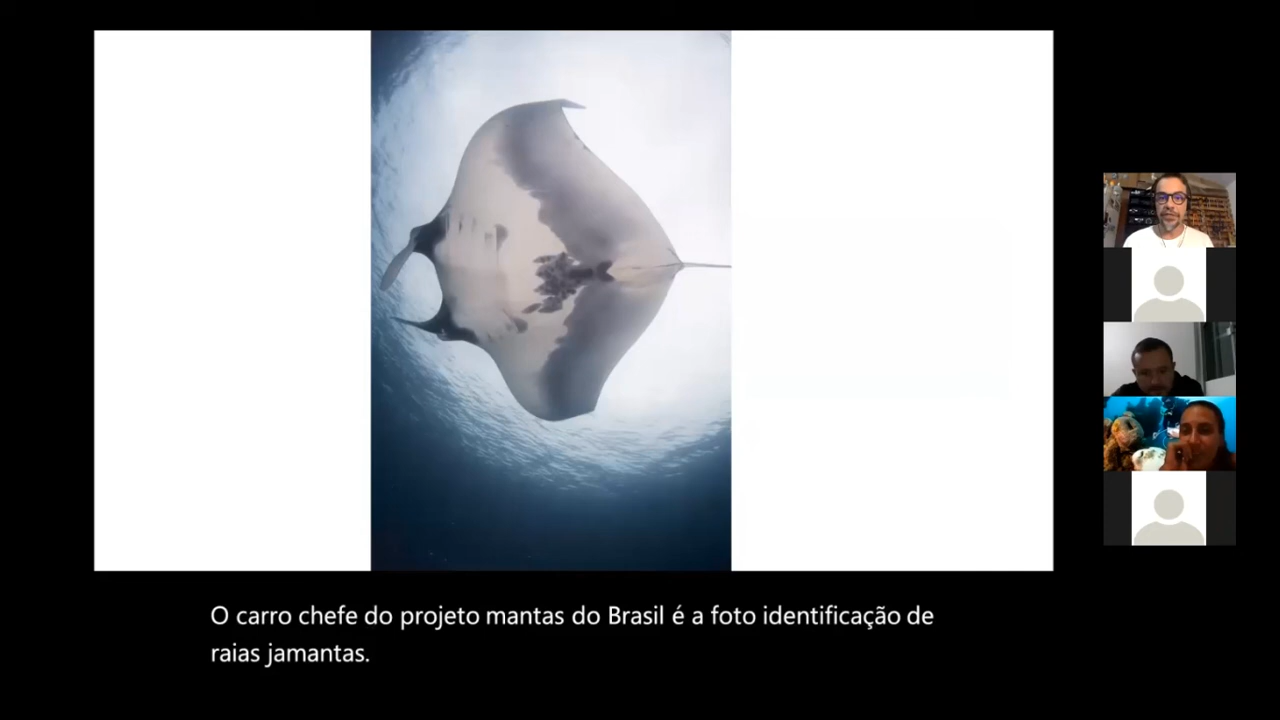 O carro chefe do projeto mantas do Brasil é a foto identificação de
raias jamantas.